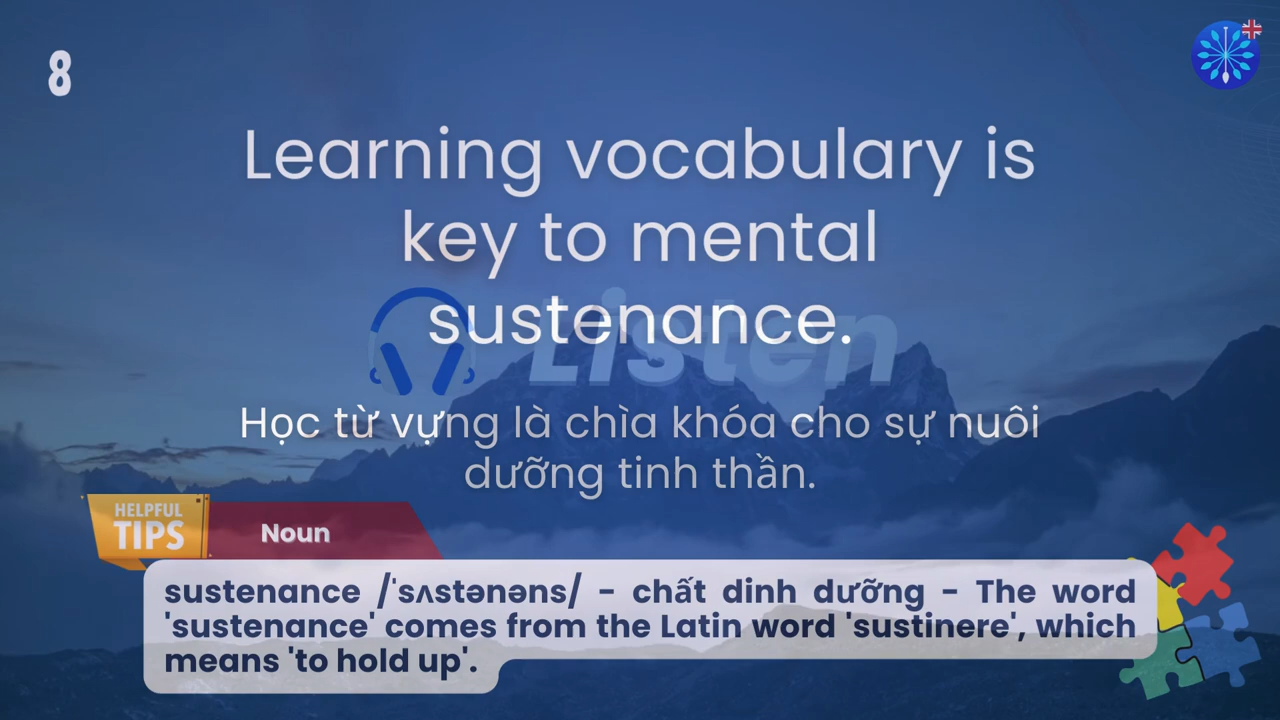 8
Learning vocabulary is
key to mental
sustenance.
Listen
Học từ vựng là chìa khóa cho sự nuôi
dưỡng tinh thần.
HELPFUL
TIPS
Noun
sustenance /ˈsʌstənəns/ - chất dinh dưỡng - The word
'sustenance' comes from the Latin word 'sustinere', which
means 'to hold up'.